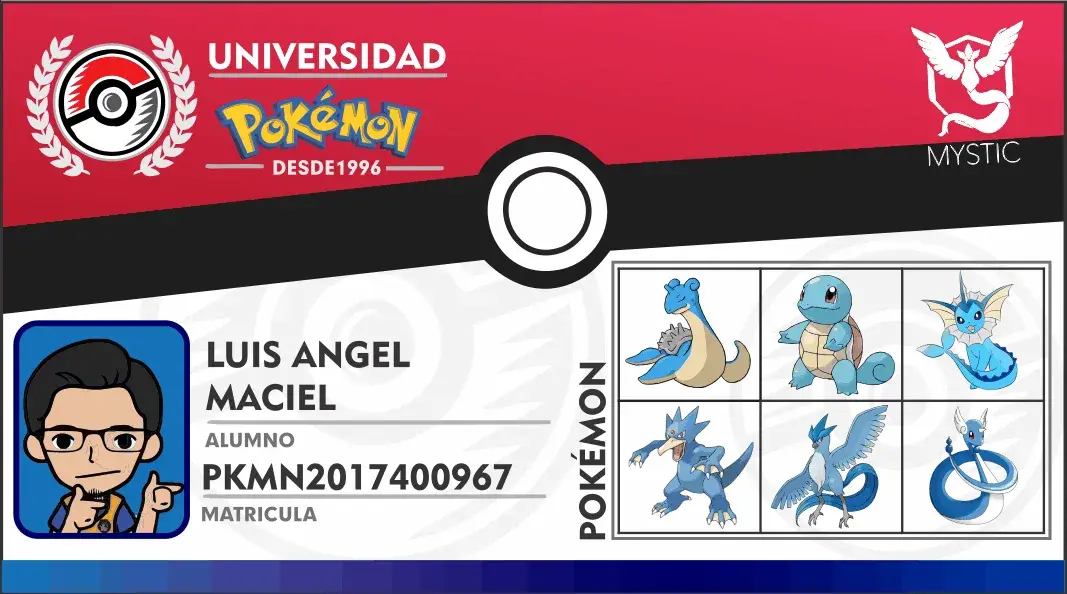 UNIVERSIDAD
POKéMON
DESDE1996
MYSTIC
LUIS ANGEL
MACIEL
ALUMNO
PKMN2017400967
MATRICULA
POKÉMON